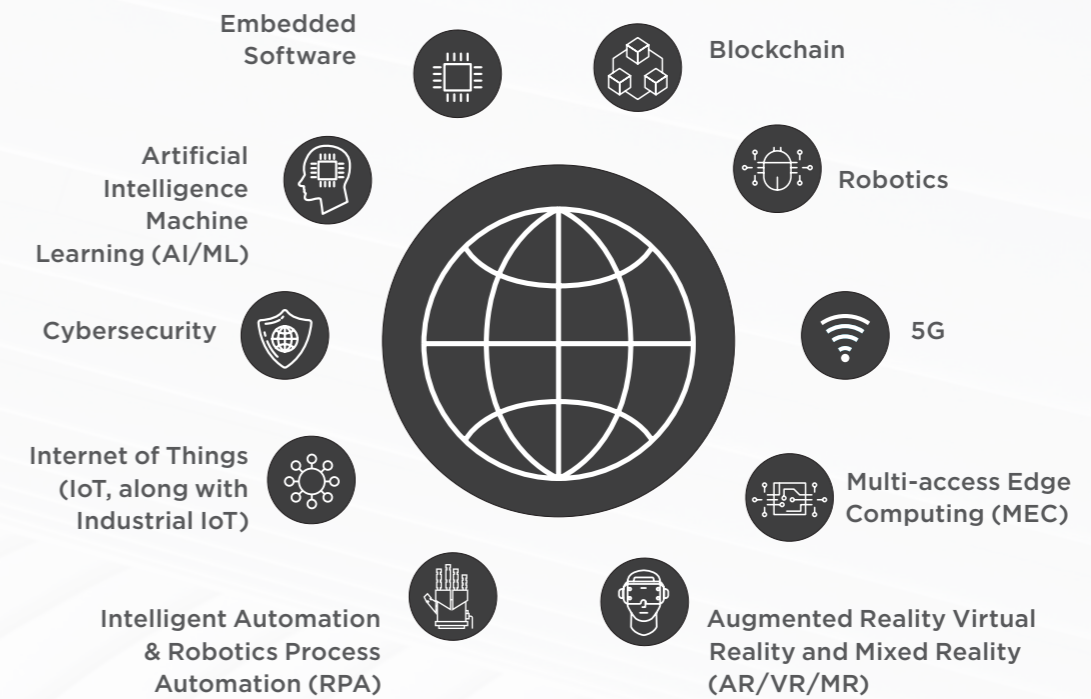 Embedded
Software
Blockchain
Artificial
Intelligence
Machine
Learning (AI/ML)
Robotics
Cybersecurity
5G
Internet of Things
(IoT, along with
Industrial IoT)
Multi-access Edge
Computing (MEC)
Intelligent Automation
& Robotics Process
Automation (RPA)
Augmented Reality Virtual
Reality and Mixed Reality
(AR/VR/MR)